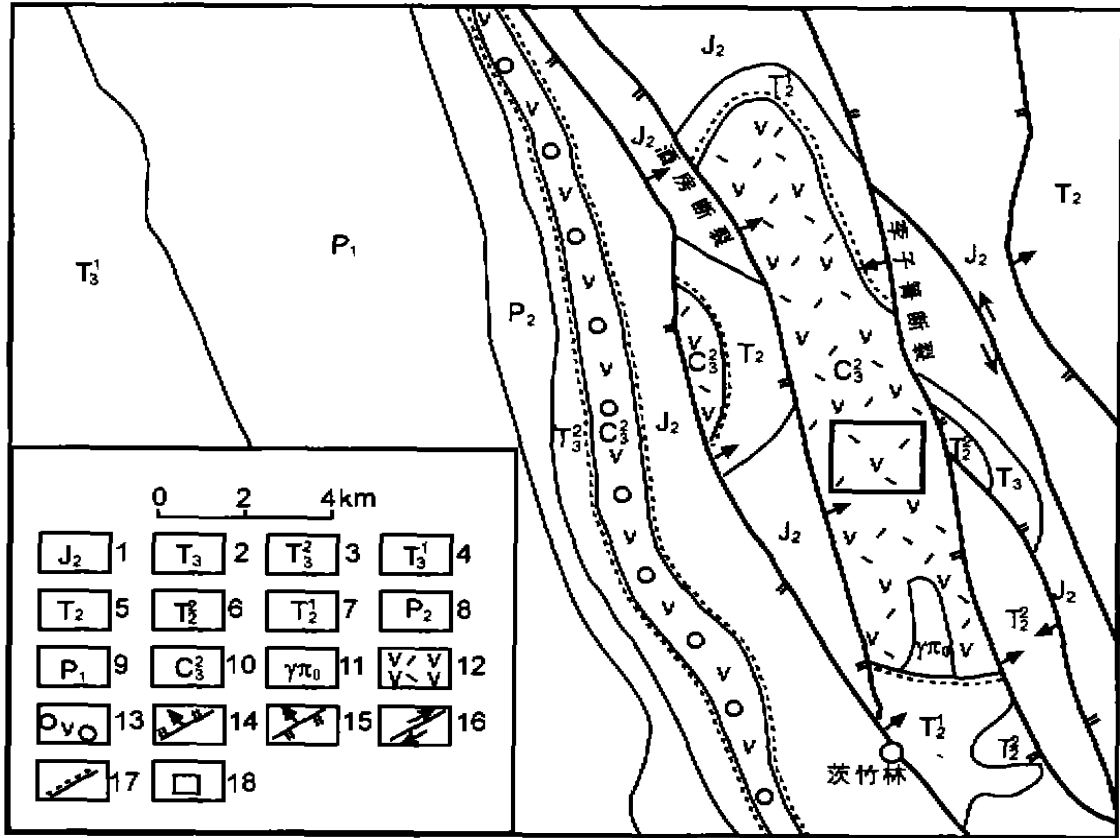 J₂
T₂¹
J₂
酒房断裂
T₂
P₁
T₃¹
李子箐断裂
J₂
P₂
C₃²
T₂
C₃²
T₃²
C₃²
J₂
T₂²
T₃
J₂
J₂
T₂²
γπ₀
T₂¹
T₂²
茨竹林
0 2 4km
J₂ 1 T₃ 2 T₃² 3 T₃¹ 4
T₂ 5 T₂² 6 T₂¹ 7 P₂ 8
P₁ 9 C₃² 10 γπ₀ 11 12
13 14 15 16
17 18